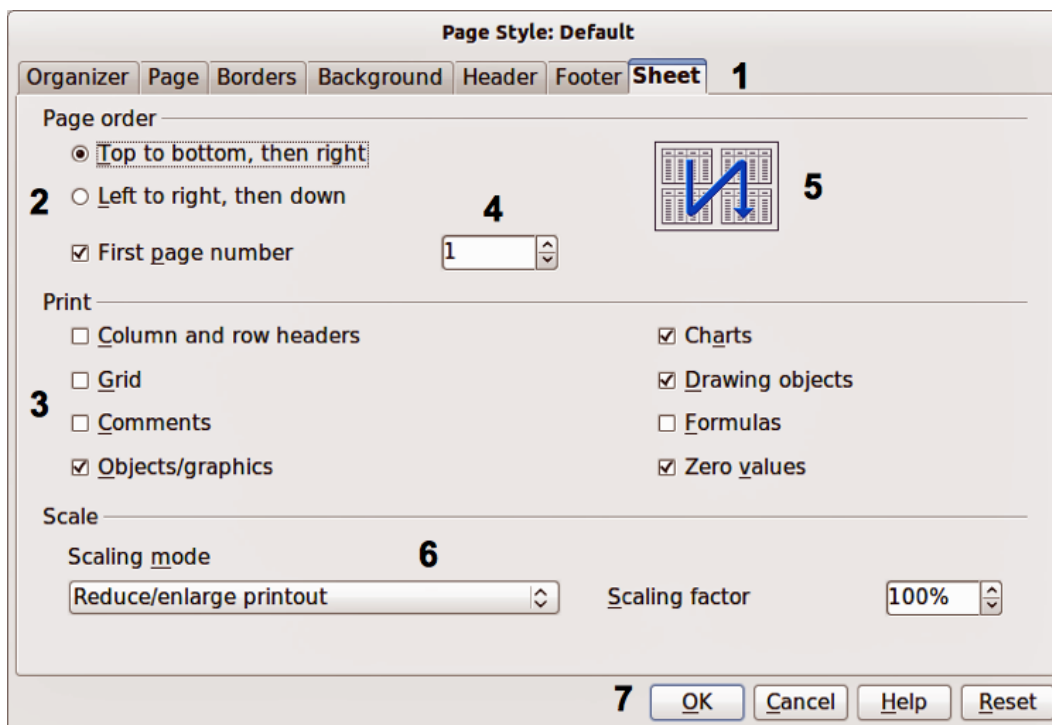 Page Style: Default
Organizer Page Borders Background Header Footer Sheet 1
Page order
Top to bottom, then right
2 Left to right, then down 4 5
First page number 1
Print
Column and row headers Charts
Grid Drawing objects
3
Comments Formulas
Objects/graphics Zero values
Scale
Scaling mode 6
Reduce/enlarge printout Scaling factor 100%
7 OK Cancel Help Reset